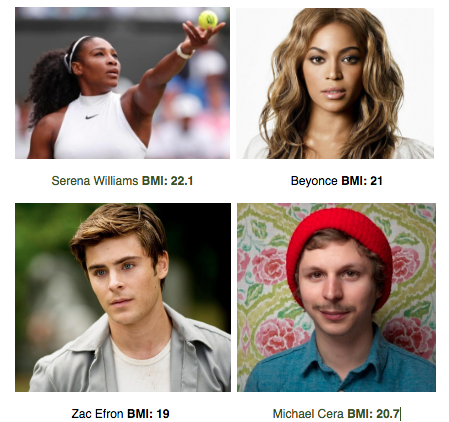 Serena Williams BMI: 22.1
Beyonce BMI: 21
Zac Efron BMI: 19
Michael Cera BMI: 20.7